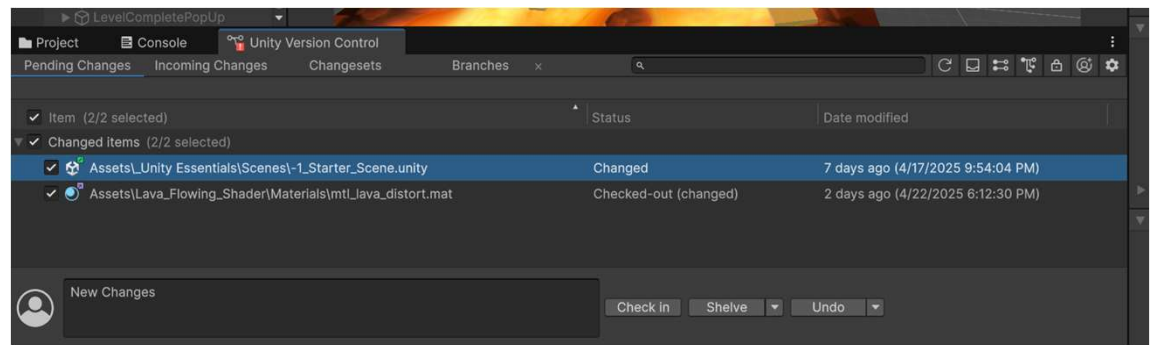 LevelCompletePopUp
Project Console Unity Version Control
Pending Changes Incoming Changes Changesets Branches ×
Item (2/2 selected) Status Date modified
Changed items (2/2 selected)
Assets\_Unity Essentials\Scenes\-1_Starter_Scene.unity Changed 7 days ago (4/17/2025 9:54:04 PM)
Assets\Lava_Flowing_Shader\Materials\mtl_lava_distort.mat Checked-out (changed) 2 days ago (4/22/2025 6:12:30 PM)
New Changes
Check in Shelve Undo